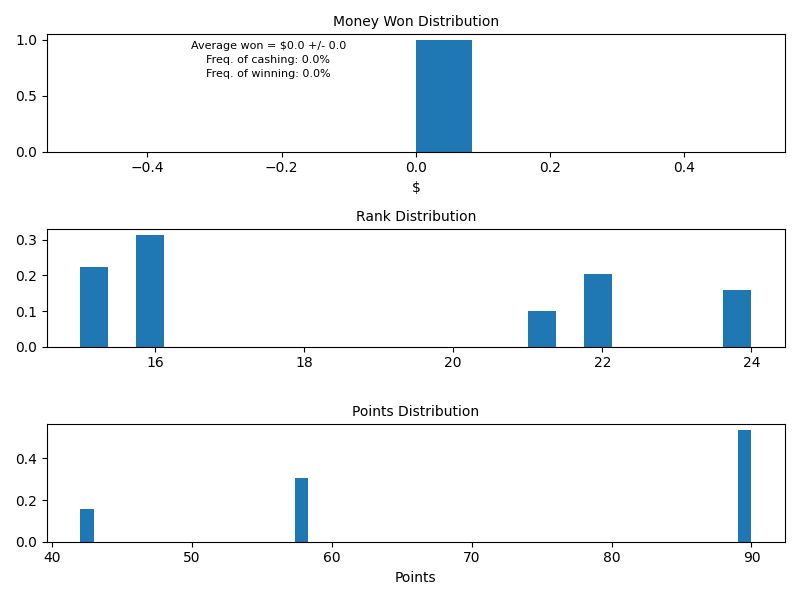 Money Won Distribution
Average won = $0.0 +/- 0.0
Freq. of cashing: 0.0%
Freq. of winning: 0.0%
1.0
0.5
0.0
−0.4 −0.2 0.0 0.2 0.4
$
Rank Distribution
0.3
0.2
0.1
0.0
16 18 20 22 24
Points Distribution
0.4
0.2
0.0
40 50 60 70 80 90
Points